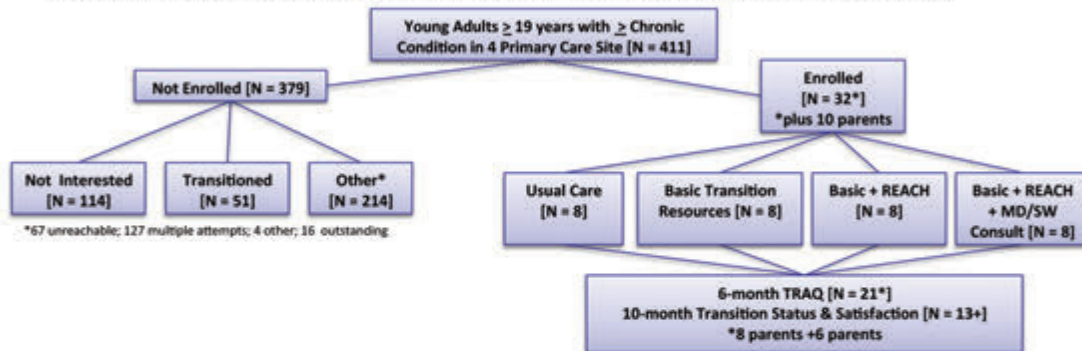 Young Adults ≥ 19 years with ≥ Chronic
Condition in 4 Primary Care Site [N = 411]
Not Enrolled [N = 379]
Enrolled
[N = 32*]
*plus 10 parents
Not Interested
[N = 114]
Transitioned
[N = 51]
Other*
[N = 214]
*67 unreachable; 127 multiple attempts; 4 other; 16 outstanding
Usual Care
[N = 8]
Basic Transition
Resources [N = 8]
Basic + REACH
[N = 8]
Basic + REACH
+ MD/SW
Consult [N = 8]
6-month TRAQ [N = 21*]
10-month Transition Status & Satisfaction [N = 13+]
*8 parents +6 parents